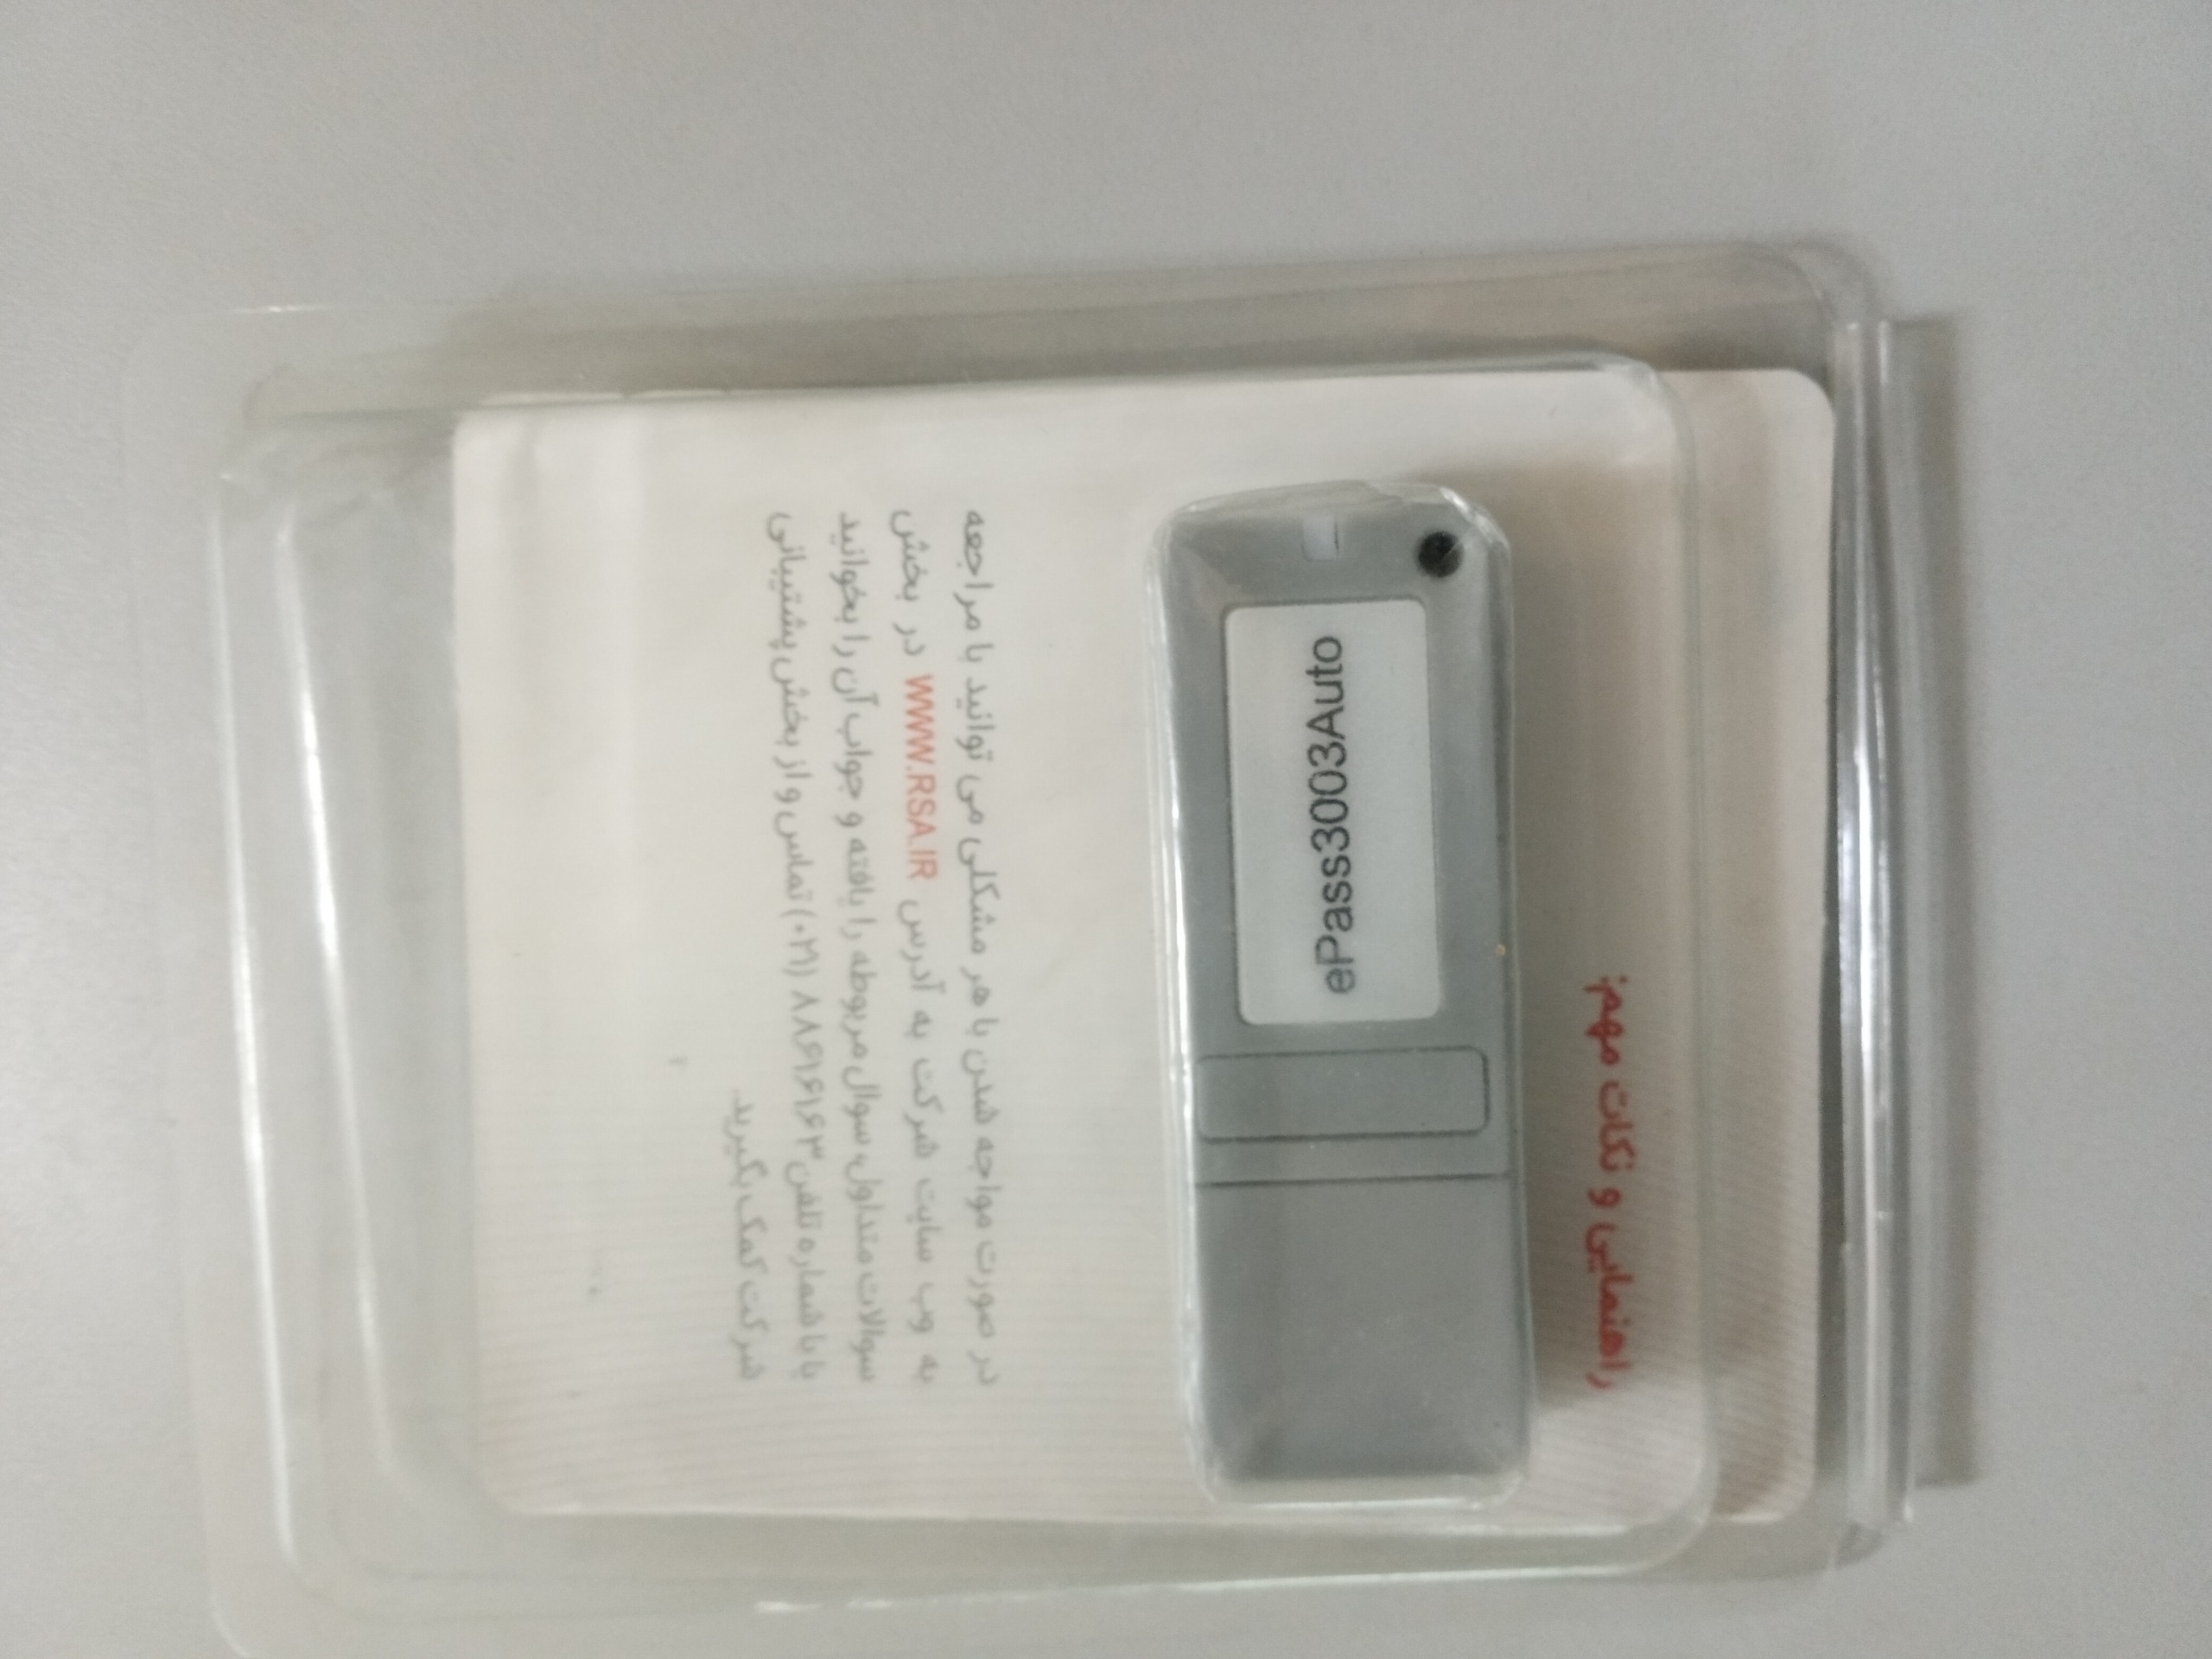 راهنمایی و نکات مهم:
ePass3003Auto
در صورت مواجه شدن با هر مشکلی می توانید با مراجعه
به وب سایت شرکت به آدرس WWW.RSA.IR در بخش
سوالات متداول، سوال مربوطه را یافته و جواب آن را بخوانید
یا با شماره تلفن ۸۸۶۹۶۱۶۳ (۰۲۱) تماس و از بخش پشتیبانی
شرکت کمک بگیرید.